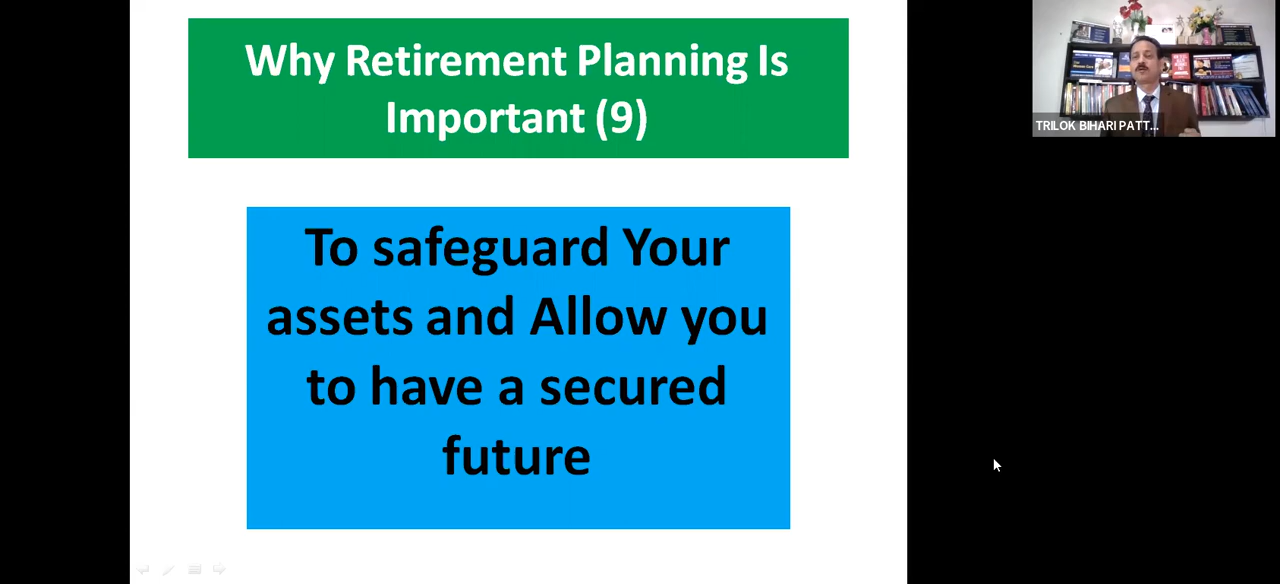 Why Retirement Planning Is
Important (9)
To safeguard Your
assets and Allow you
to have a secured
future
TRILOK BIHARI PATT...